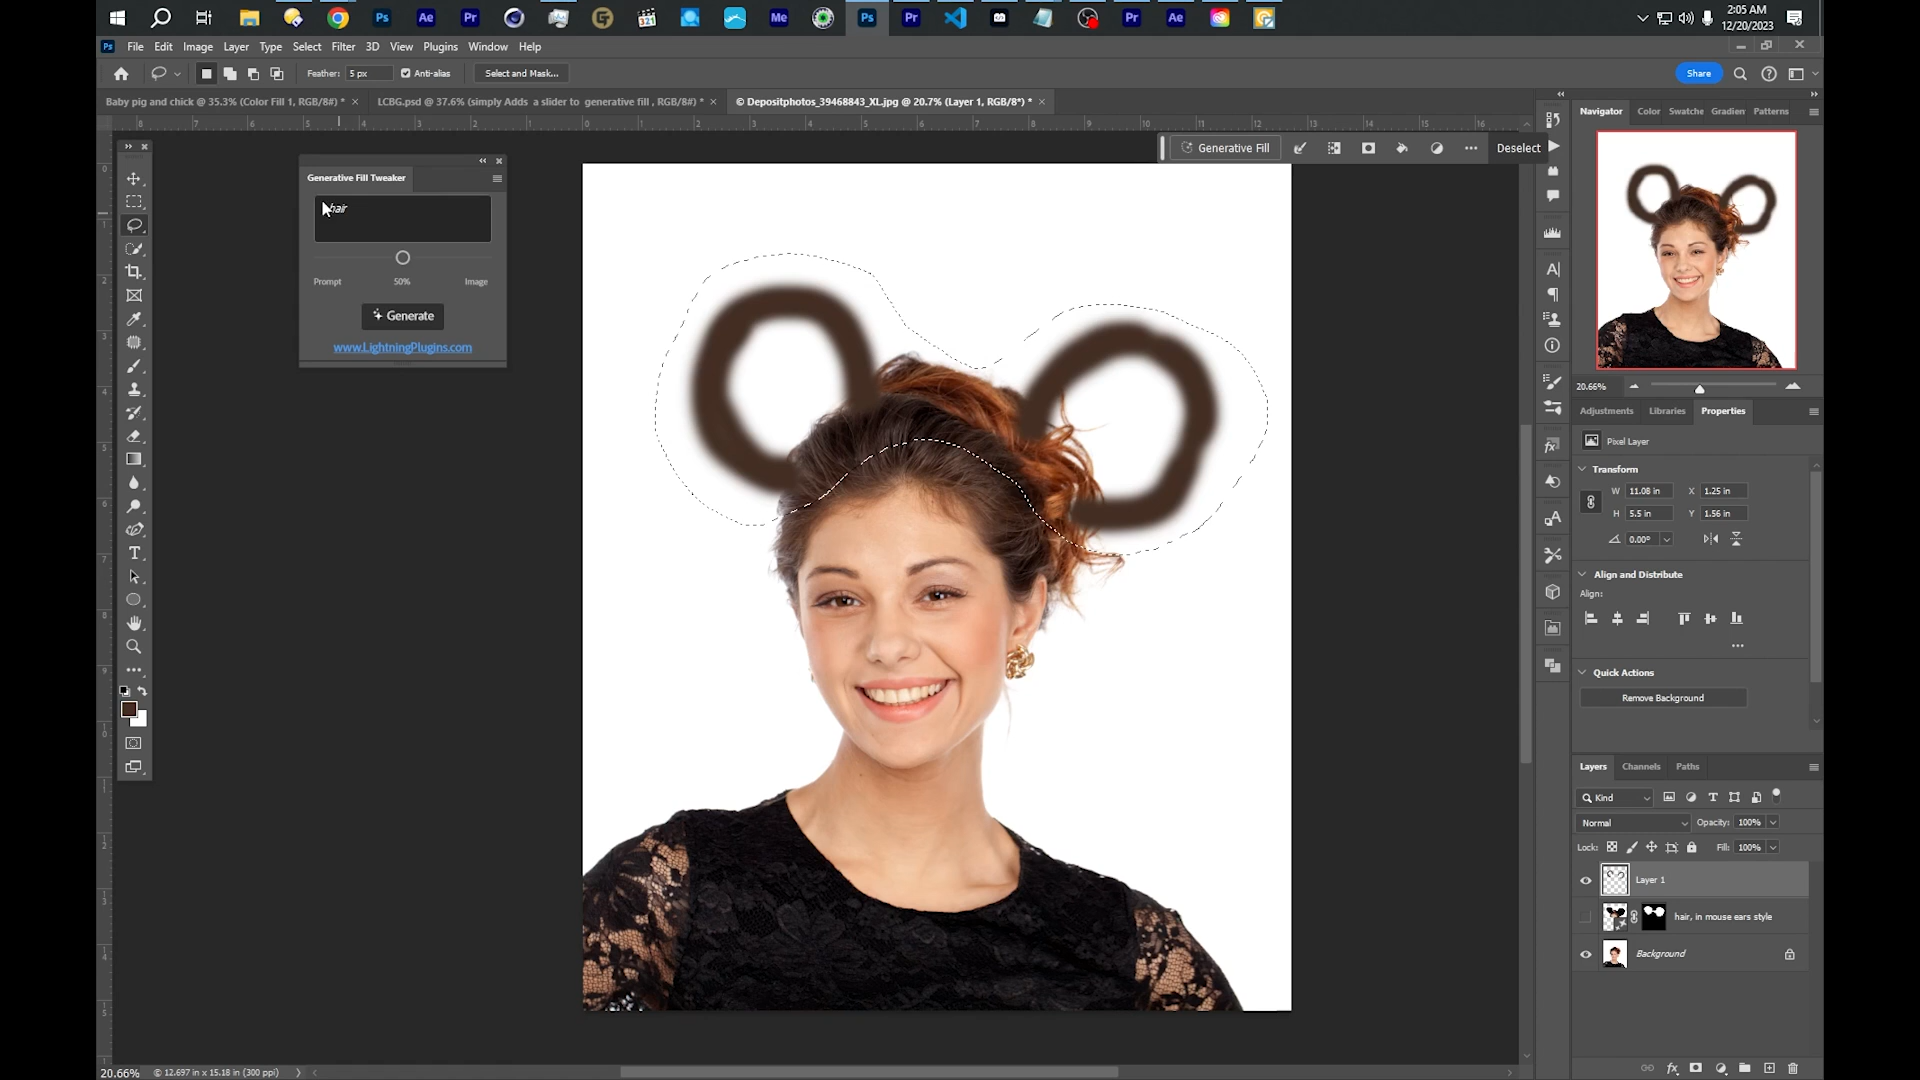 2:05 AM
12/20/2023
File Edit Image Layer Type Select Filter 3D View Plugins Window Help
Feather: 5 px Anti-alias Select and Mask... Share
Baby pig and chick @ 35.3% (Color Fill 1, RGB/8#) *
LCBG.psd @ 37.6% (simply Adds a slider to generative fill , RGB/8#) *
© Depositphotos_39468843_XL.jpg @ 20.7% (Layer 1, RGB/8*) *
Generative Fill Deselect
Generative Fill Tweaker
hair
Prompt 50% Image
Generate
www.LightningPlugins.com
Navigator Color Swatche Gradien Patterns
20.66%
Adjustments Libraries Properties
Pixel Layer
Transform
W 11.08 in X 1.25 in
H 5.5 in Y 1.56 in
0.00°
Align and Distribute
Align:
Quick Actions
Remove Background
Layers Channels Paths
Kind
Normal Opacity: 100%
Lock: Fill: 100%
Layer 1
hair, in mouse ears style
Background
20.66% © 12.697 in x 15.18 in (300 ppi)